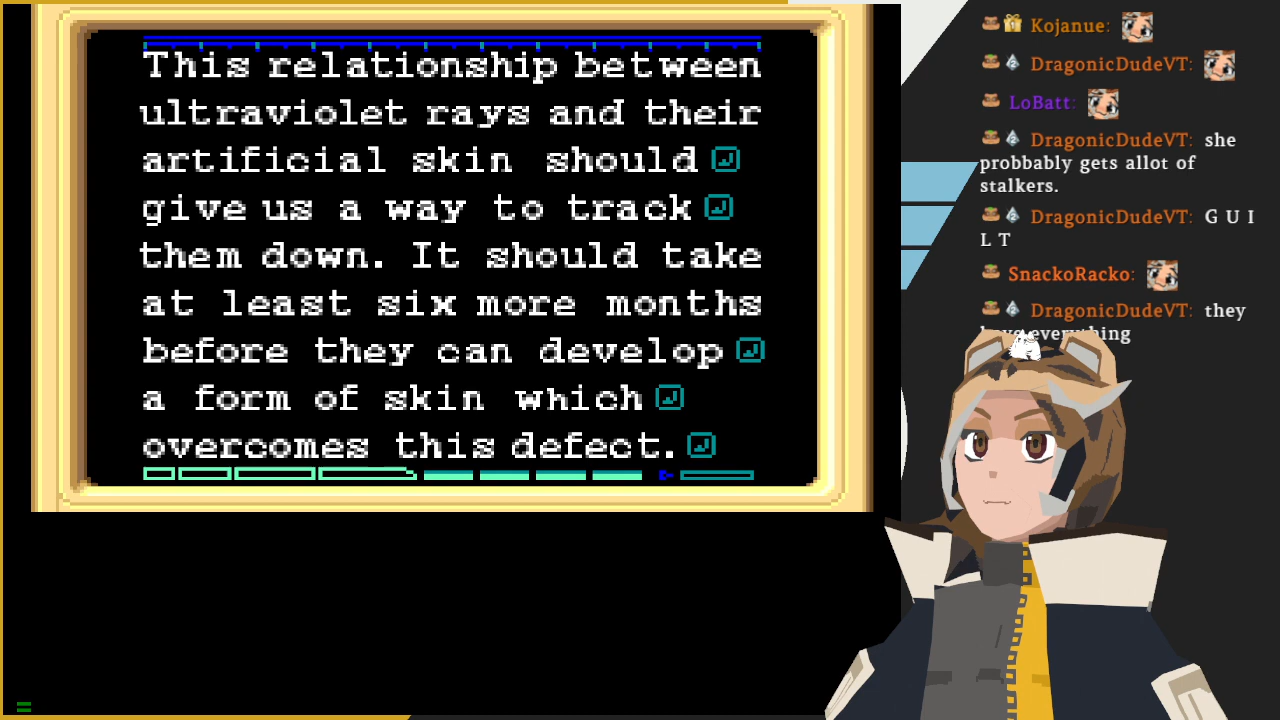 This relationship between
ultraviolet rays and their
artificial skin should
give us a way to track
them down. It should take
at least six more months
before they can develop
a form of skin which
overcomes this defect.
Kojanue:
DragonicDudeVT:
LoBatt:
DragonicDudeVT: she
probbably gets allot of
stalkers.
DragonicDudeVT: G U I
L T
SnackoRacko:
DragonicDudeVT: they
have everything